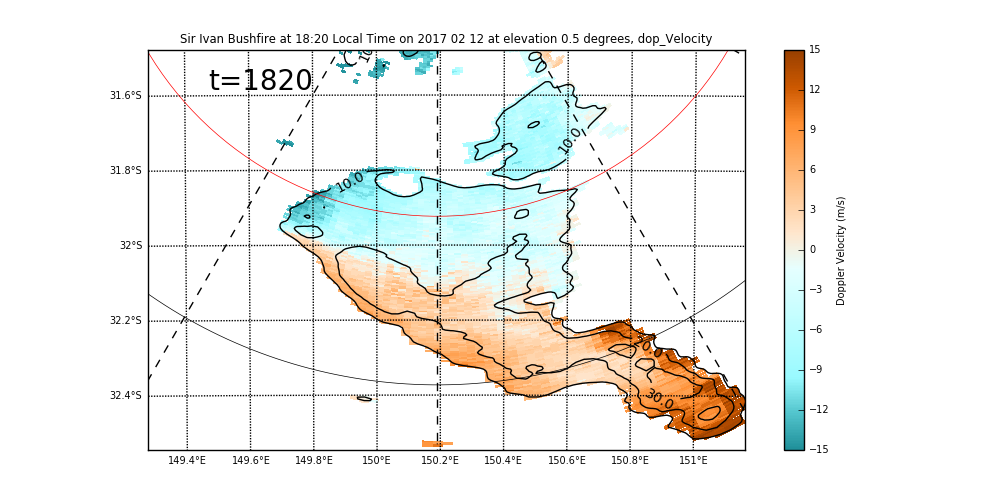 Sir Ivan Bushfire at 18:20 Local Time on 2017 02 12 at elevation 0.5 degrees, dop_Velocity
t=1820
31.6°S
31.8°S
32°S
32.2°S
32.4°S
149.4°E
149.6°E
149.8°E
150°E
150.2°E
150.4°E
150.6°E
150.8°E
151°E
10.0
10.0
30.0
15
12
9
6
3
0
−3
−6
−9
−12
−15
Doppler Velocity (m/s)